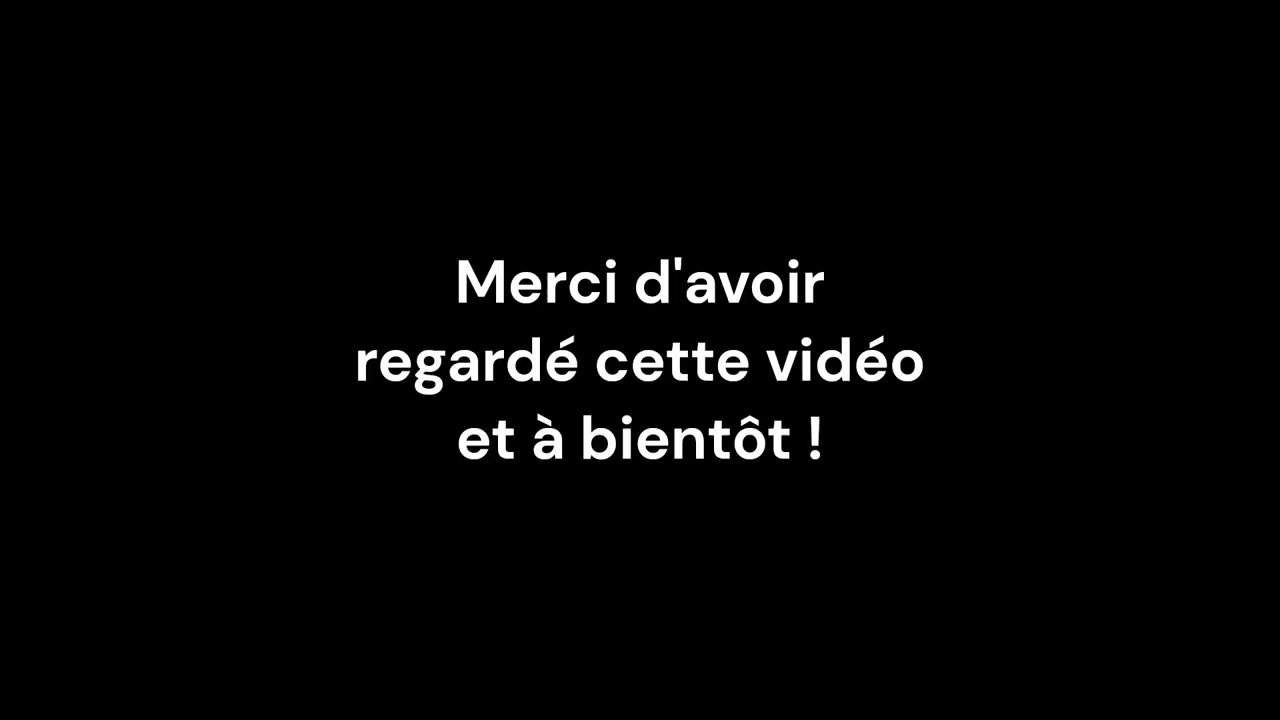 Merci d'avoir
regardé cette vidéo
et à bientôt !